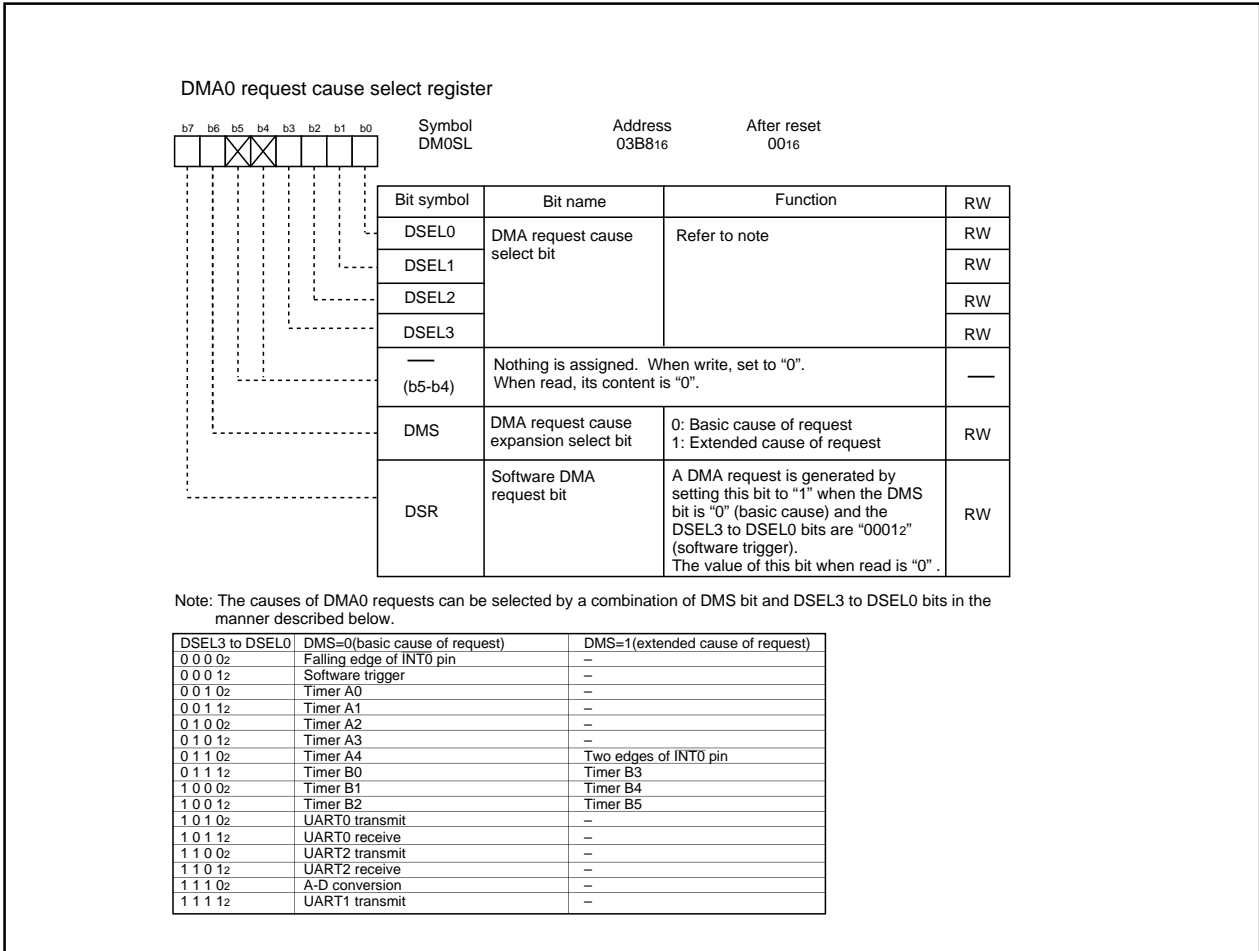 DMA0 request cause select register
b7 b6 b5 b4 b3 b2 b1 b0
Symbol Address After reset
DM0SL 03B816 0016
Bit symbol Bit name Function RW
DSEL0 DMA request cause select bit Refer to note RW
DSEL1 RW
DSEL2 RW
DSEL3 RW
— (b5-b4) Nothing is assigned. When write, set to “0”. —
When read, its content is “0”.
DMS DMA request cause expansion select bit 0: Basic cause of request RW
1: Extended cause of request
DSR Software DMA request bit A DMA request is generated by RW
setting this bit to “1” when the DMS
bit is “0” (basic cause) and the
DSEL3 to DSEL0 bits are “00012”
(software trigger).
The value of this bit when read is “0” .
Note: The causes of DMA0 requests can be selected by a combination of DMS bit and DSEL3 to DSEL0 bits in the
manner described below.
DSEL3 to DSEL0 DMS=0(basic cause of request) DMS=1(extended cause of request)
0 0 0 02 Falling edge of INT0 pin –
0 0 0 12 Software trigger –
0 0 1 02 Timer A0 –
0 0 1 12 Timer A1 –
0 1 0 02 Timer A2 –
0 1 0 12 Timer A3 –
0 1 1 02 Timer A4 Two edges of INT0 pin
0 1 1 12 Timer B0 Timer B3
1 0 0 02 Timer B1 Timer B4
1 0 0 12 Timer B2 Timer B5
1 0 1 02 UART0 transmit –
1 0 1 12 UART0 receive –
1 1 0 02 UART2 transmit –
1 1 0 12 UART2 receive –
1 1 1 02 A-D conversion –
1 1 1 12 UART1 transmit –